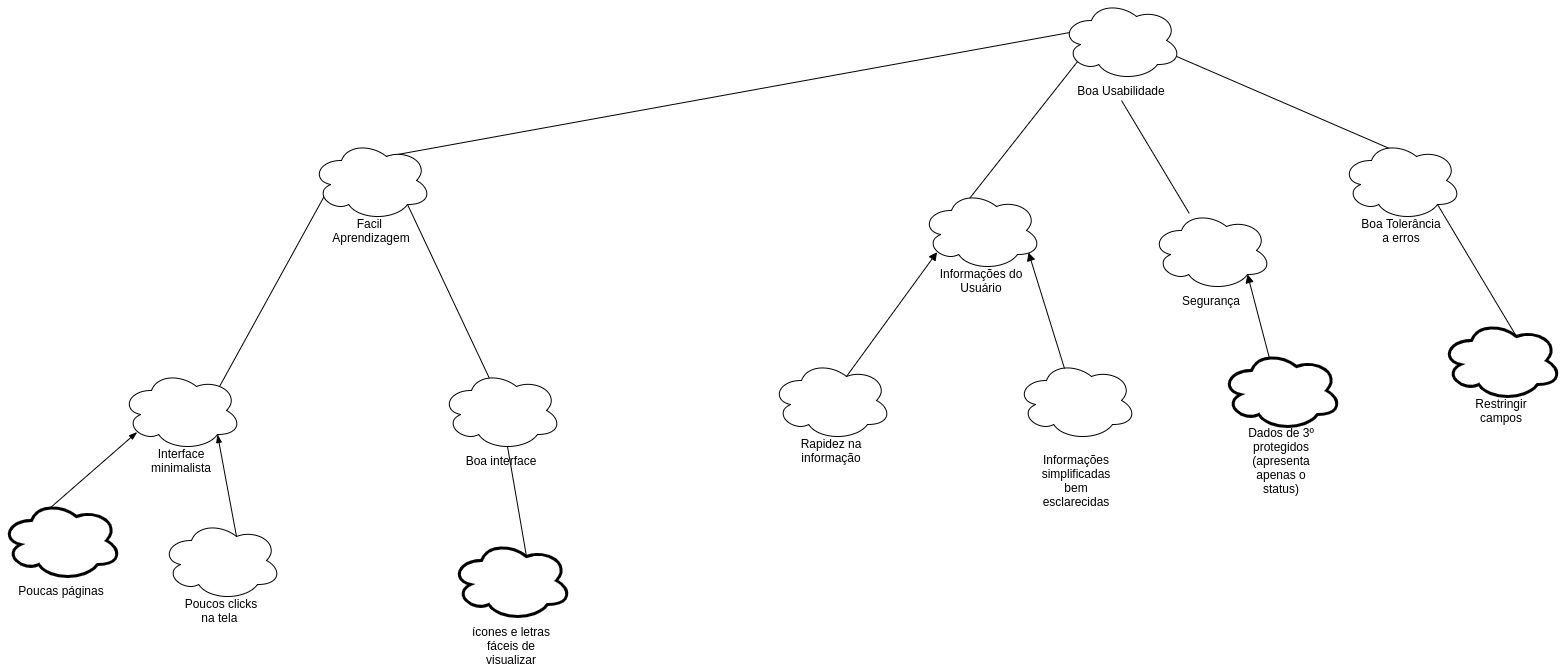 Boa Usabilidade
Facil
Aprendizagem
Informações do
Usuário
Segurança
Boa Tolerância
a erros
Interface
minimalista
Boa interface
Rapidez na
informação
Informações
simplificadas
bem
esclarecidas
Dados de 3º
protegidos
(apresenta
apenas o
status)
Restringir
campos
Poucas páginas
Poucos clicks
na tela
ícones e letras
fáceis de
visualizar